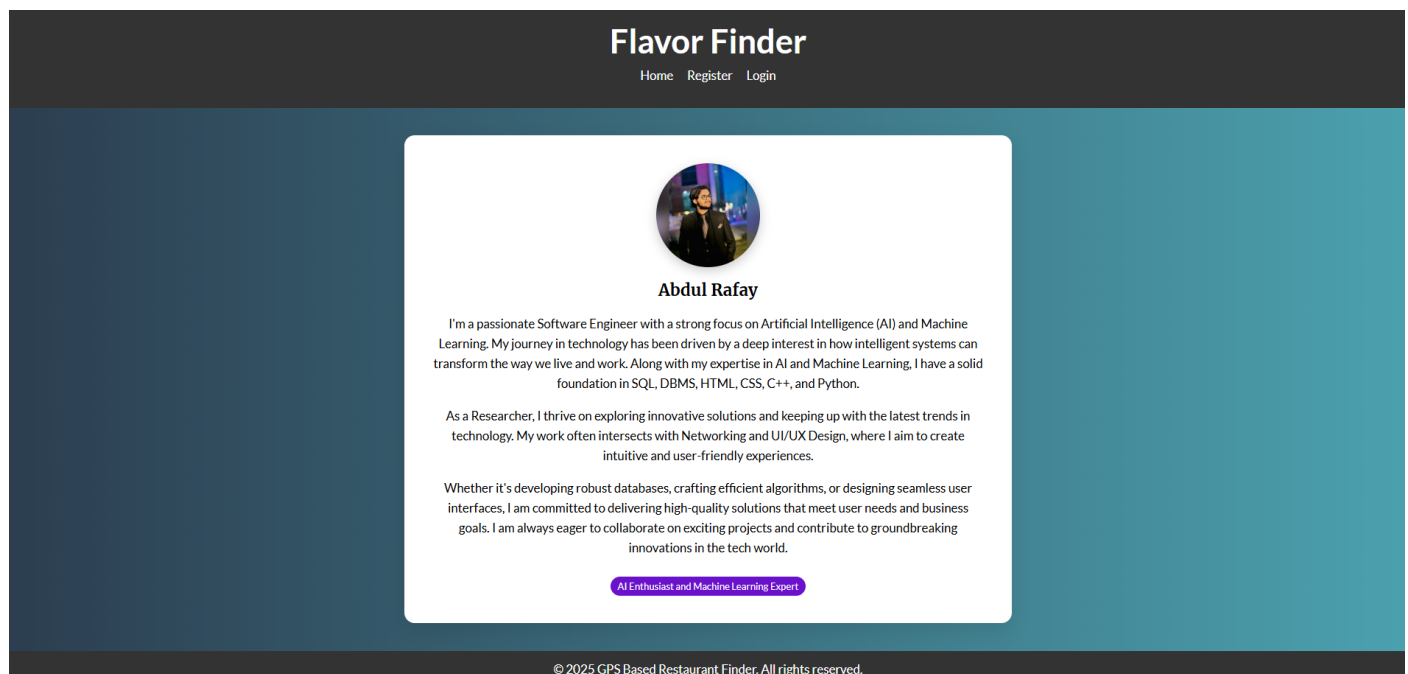 Flavor Finder
Home Register Login
Abdul Rafay
I'm a passionate Software Engineer with a strong focus on Artificial Intelligence (AI) and Machine
Learning. My journey in technology has been driven by a deep interest in how intelligent systems can
transform the way we live and work. Along with my expertise in AI and Machine Learning, I have a solid
foundation in SQL, DBMS, HTML, CSS, C++, and Python.
As a Researcher, I thrive on exploring innovative solutions and keeping up with the latest trends in
technology. My work often intersects with Networking and UI/UX Design, where I aim to create
intuitive and user-friendly experiences.
Whether it's developing robust databases, crafting efficient algorithms, or designing seamless user
interfaces, I am committed to delivering high-quality solutions that meet user needs and business
goals. I am always eager to collaborate on exciting projects and contribute to groundbreaking
innovations in the tech world.
AI Enthusiast and Machine Learning Expert
© 2025 GPS Based Restaurant Finder. All rights reserved.